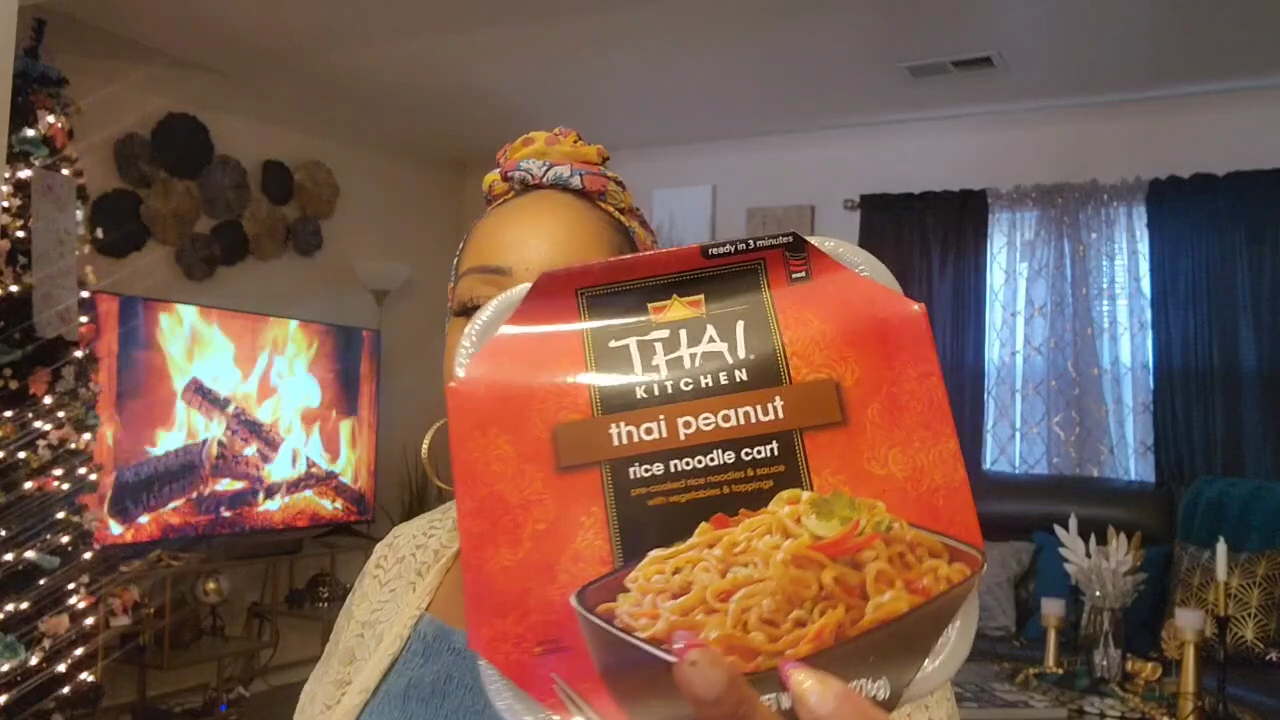 ready in 3 minutes
med
THAI
KITCHEN
thai peanut
rice noodle cart
pre-cooked rice noodles & sauce
with vegetables & toppings